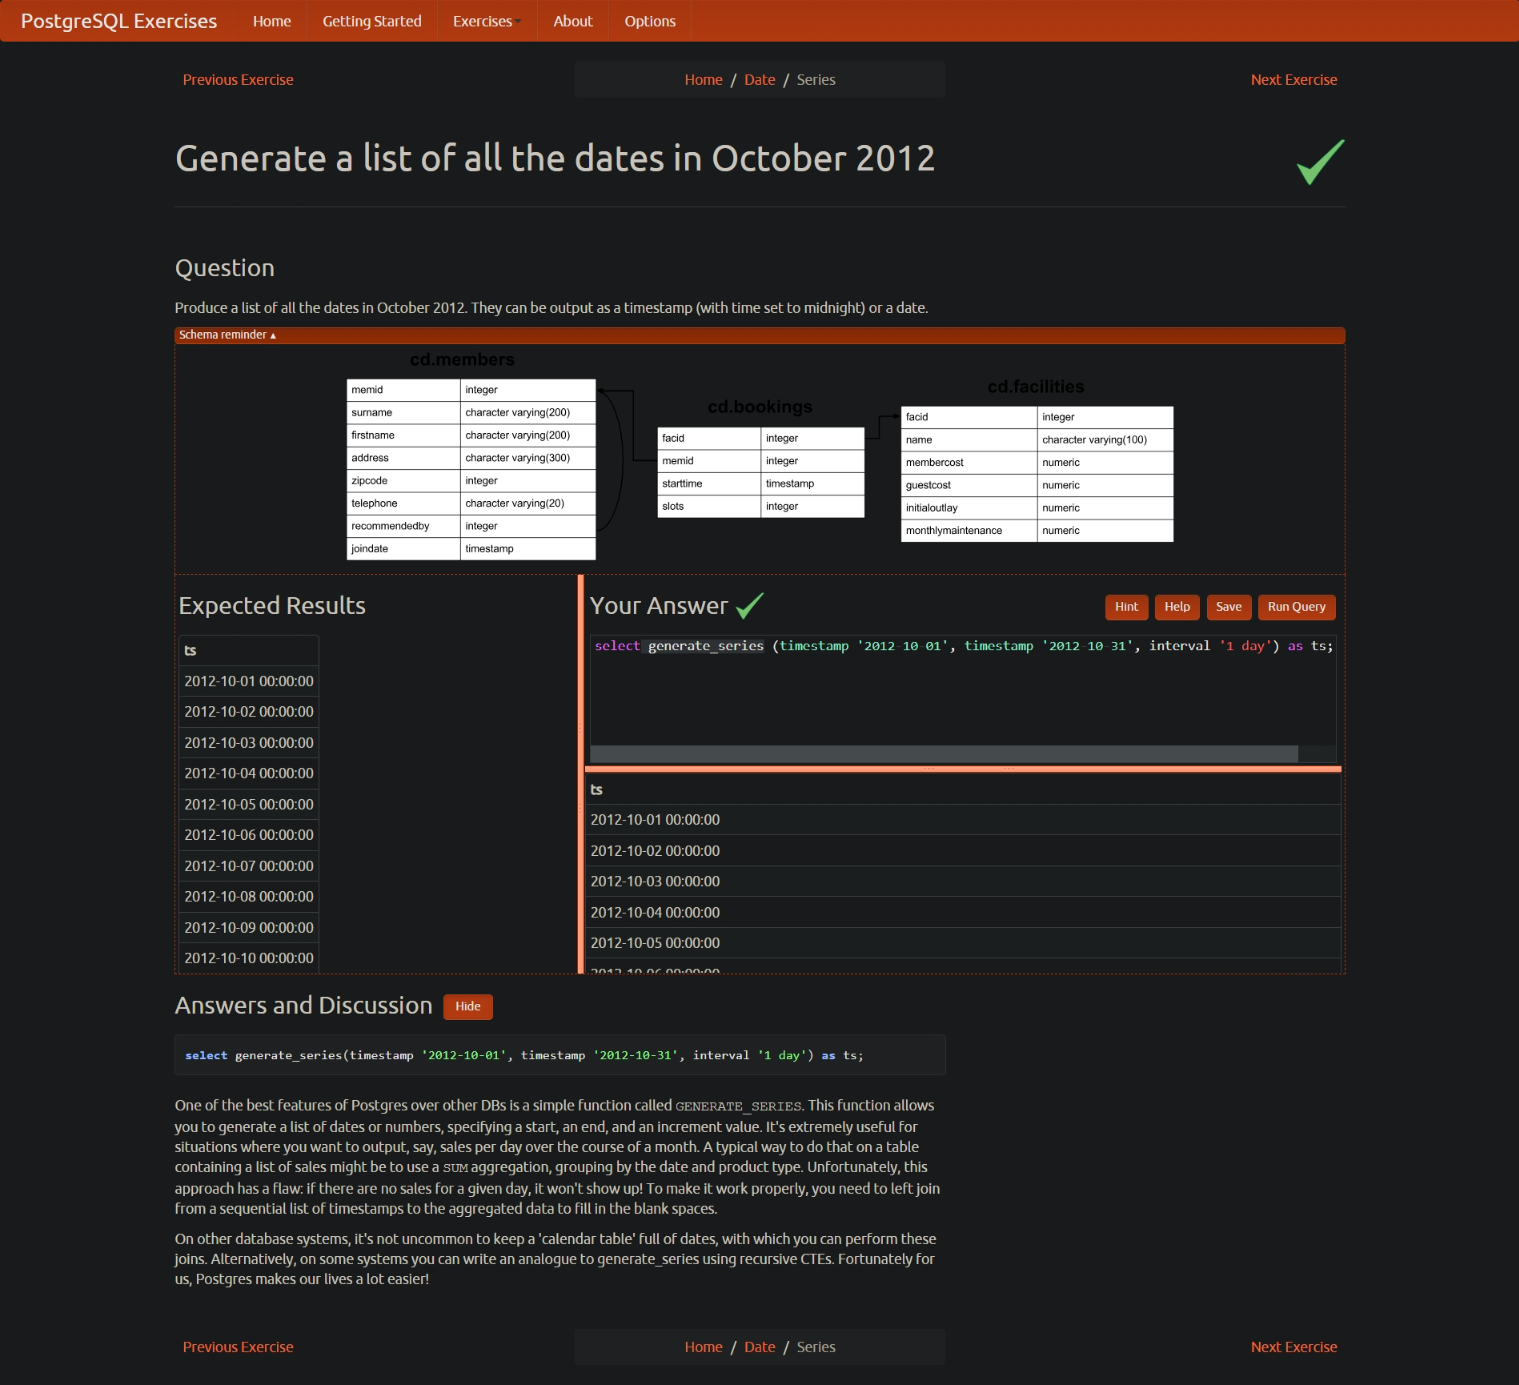 PostgreSQL Exercises Home Getting Started Exercises About Options
Previous Exercise Home / Date / Series Next Exercise
Generate a list of all the dates in October 2012
Question
Produce a list of all the dates in October 2012. They can be output as a timestamp (with time set to midnight) or a date.
Schema reminder ▴
cd.members
memid integer
surname character varying(200)
firstname character varying(200)
address character varying(300)
zipcode integer
telephone character varying(20)
recommendedby integer
joindate timestamp
cd.bookings
facid integer
memid integer
starttime timestamp
slots integer
cd.facilities
facid integer
name character varying(100)
membercost numeric
guestcost numeric
initialoutlay numeric
monthlymaintenance numeric
Expected Results
ts
2012-10-01 00:00:00
2012-10-02 00:00:00
2012-10-03 00:00:00
2012-10-04 00:00:00
2012-10-05 00:00:00
2012-10-06 00:00:00
2012-10-07 00:00:00
2012-10-08 00:00:00
2012-10-09 00:00:00
2012-10-10 00:00:00
Your Answer Hint Help Save Run Query
select generate_series (timestamp '2012-10-01', timestamp '2012-10-31', interval '1 day') as ts;
ts
2012-10-01 00:00:00
2012-10-02 00:00:00
2012-10-03 00:00:00
2012-10-04 00:00:00
2012-10-05 00:00:00
2012-10-06 00:00:00
Answers and Discussion Hide
select generate_series(timestamp '2012-10-01', timestamp '2012-10-31', interval '1 day') as ts;
One of the best features of Postgres over other DBs is a simple function called GENERATE_SERIES. This function allows
you to generate a list of dates or numbers, specifying a start, an end, and an increment value. It's extremely useful for
situations where you want to output, say, sales per day over the course of a month. A typical way to do that on a table
containing a list of sales might be to use a SUM aggregation, grouping by the date and product type. Unfortunately, this
approach has a flaw: if there are no sales for a given day, it won't show up! To make it work properly, you need to left join
from a sequential list of timestamps to the aggregated data to fill in the blank spaces.
On other database systems, it's not uncommon to keep a 'calendar table' full of dates, with which you can perform these
joins. Alternatively, on some systems you can write an analogue to generate_series using recursive CTEs. Fortunately for
us, Postgres makes our lives a lot easier!
Previous Exercise Home / Date / Series Next Exercise